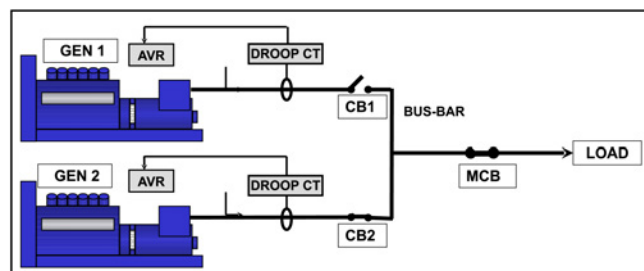 GEN 1
AVR
DROOP CT
CB1
BUS-BAR
MCB
LOAD
GEN 2
AVR
DROOP CT
CB2